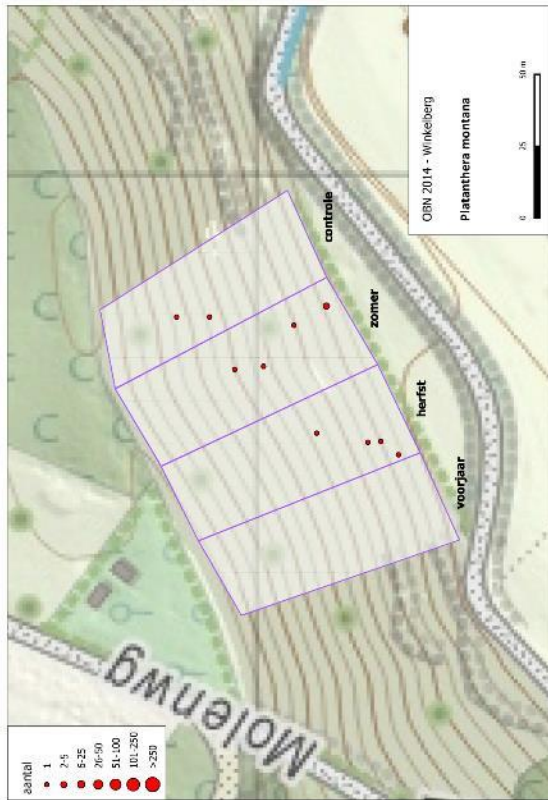 aantal
1
2-5
6-25
26-50
51-100
101-250
>250
Molenwg
voorjaar
herfst
zomer
controle
OBN 2014 - Winkelberg
Platanthera montana
0 25 50 m